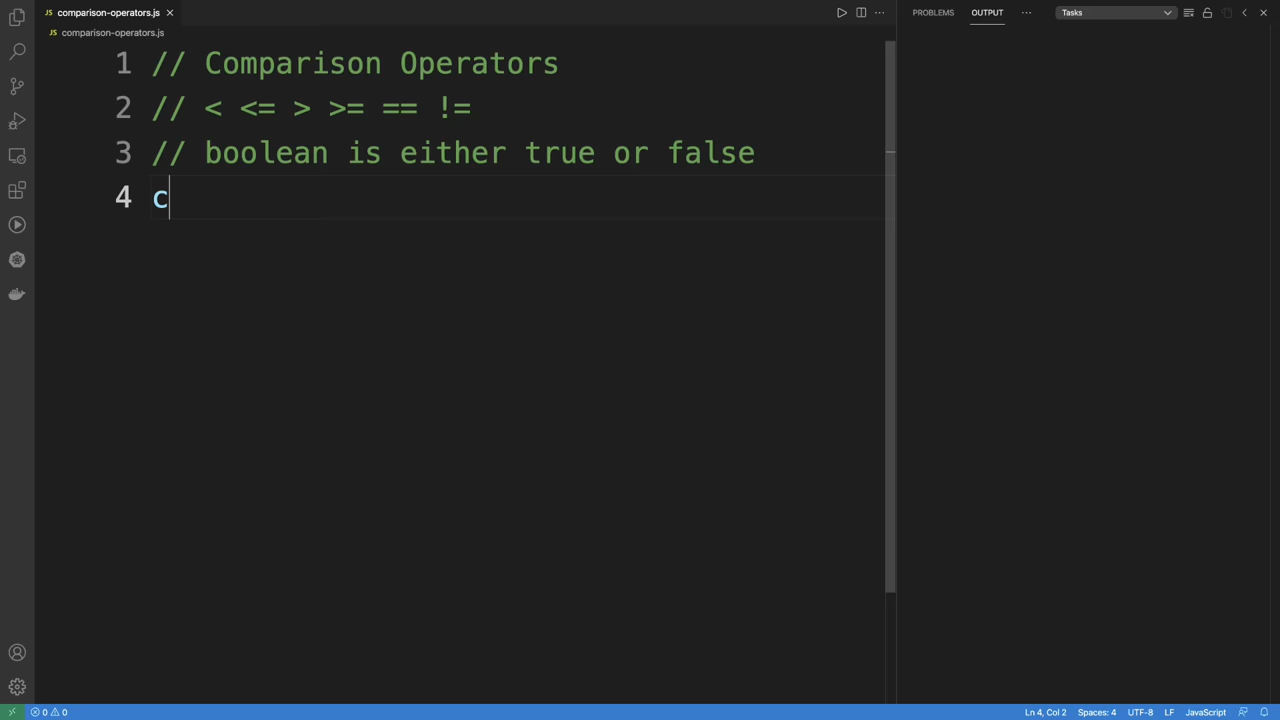 JS comparison-operators.js
PROBLEMS OUTPUT Tasks
JS comparison-operators.js
1 // Comparison Operators
2 // < <= > >= == !=
3 // boolean is either true or false
4 c
0 0 Ln 4, Col 2 Spaces: 4 UTF-8 LF JavaScript